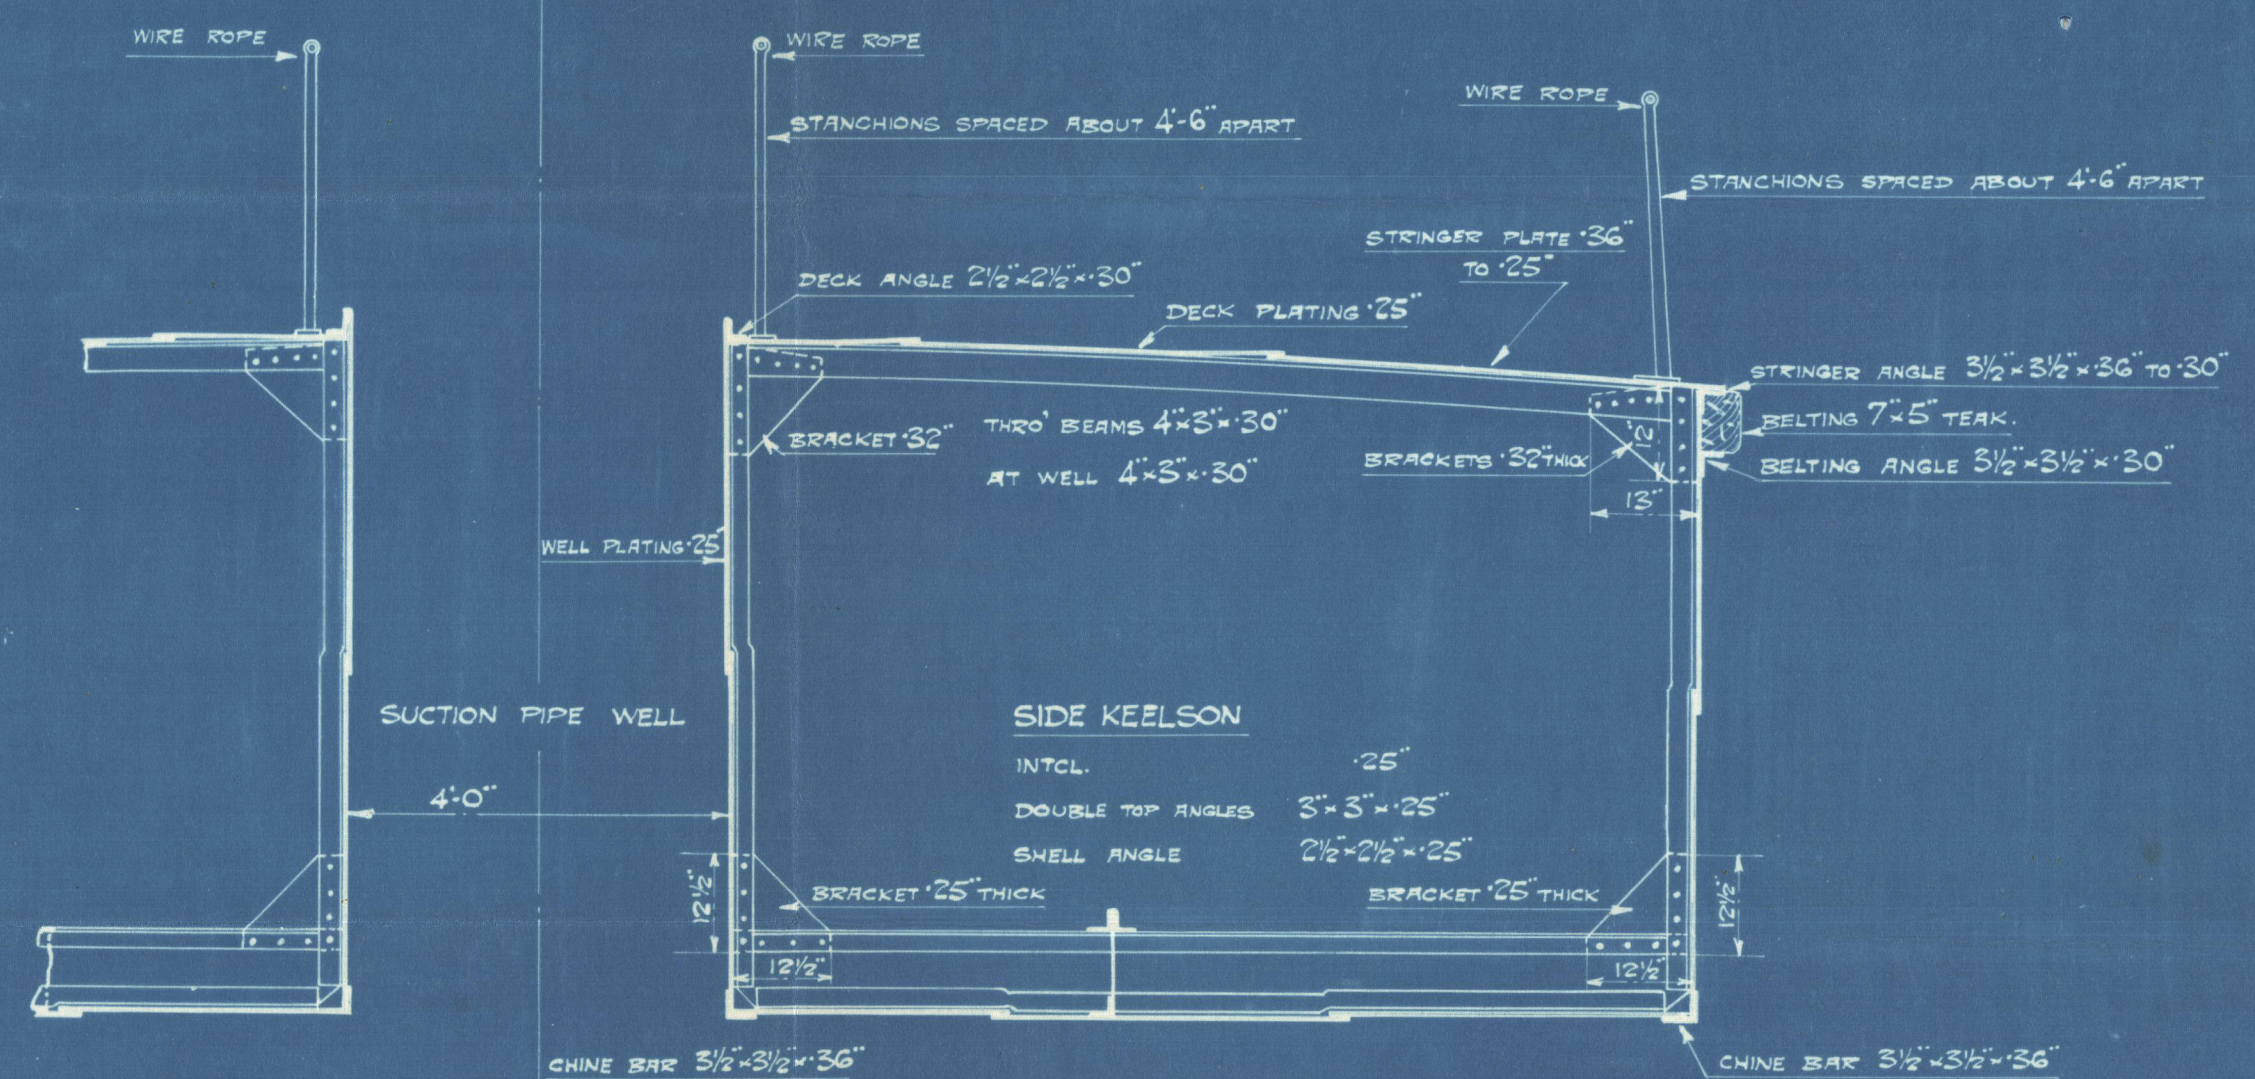 WIRE ROPE
WIRE ROPE
WIRE ROPE
STANCHIONS SPACED ABOUT 4'-6" APART
STANCHIONS SPACED ABOUT 4'-6" APART
STRINGER PLATE ·36"
TO ·25"
DECK ANGLE 2½"×2½"×·30"
DECK PLATING ·25"
STRINGER ANGLE 3½"×3½"×·36" TO ·30"
BELTING 7"×5" TEAK.
BELTING ANGLE 3½"×3½"×·30"
BRACKET ·32"
THRO' BEAMS 4"×3"×·30"
AT WELL 4"×3"×·30"
BRACKETS ·32" THICK
12"
13"
WELL PLATING ·25"
SUCTION PIPE WELL
4'-0"
SIDE KEELSON
INTCL. ·25"
DOUBLE TOP ANGLES 3"×3"×·25"
SHELL ANGLE 2½"×2½"×·25"
BRACKET ·25" THICK
BRACKET ·25" THICK
12½"
12½"
12½"
12½"
CHINE BAR 3½"×3½"×·36"
CHINE BAR 3½"×3½"×·36"